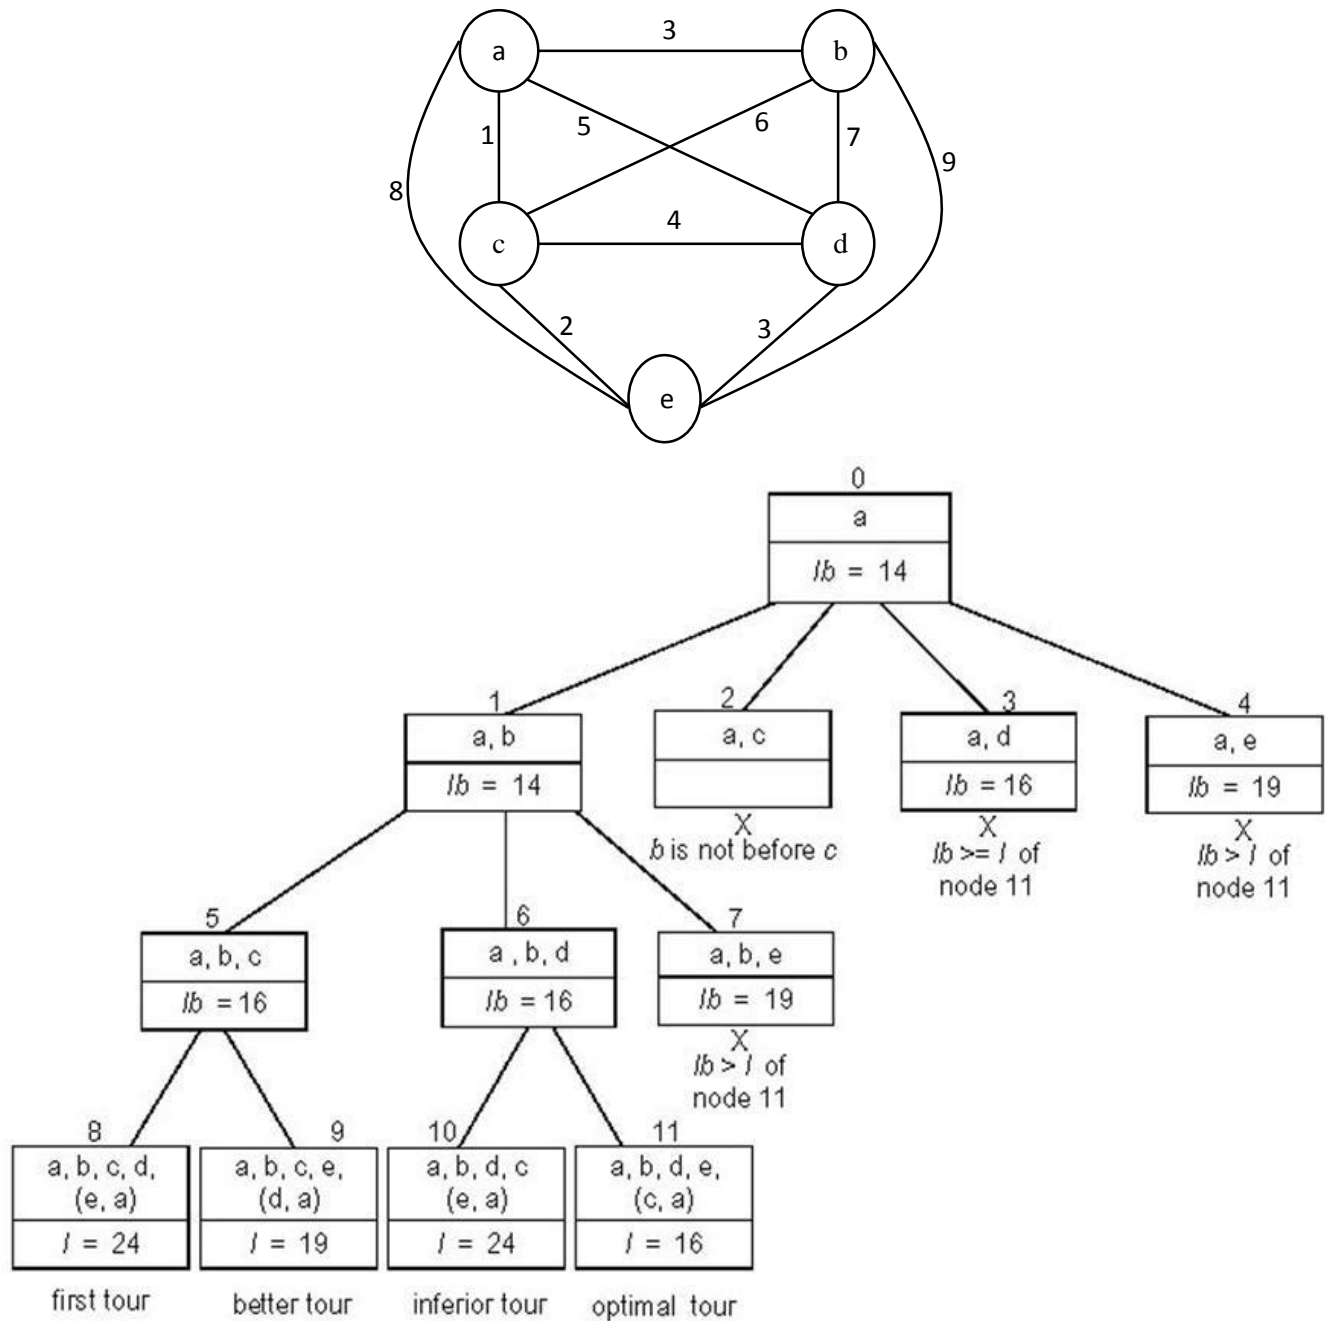 3
a
b
1
5
6
7
8
9
c
4
d
2
3
e
0
a
lb = 14
1
2
3
4
a, b
a, c
a, d
a, e
lb = 14
lb = 16
lb = 19
X
X
X
b is not before c
lb >= l of
node 11
lb > l of
node 11
5
6
7
a, b, c
a , b, d
a, b, e
lb = 16
lb = 16
lb = 19
X
lb > l of
node 11
8
9
10
11
a, b, c, d,
(e, a)
a, b, c, e,
(d, a)
a, b, d, c
(e, a)
a, b, d, e,
(c, a)
l = 24
l = 19
l = 24
l = 16
first tour
better tour
inferior tour
optimal tour